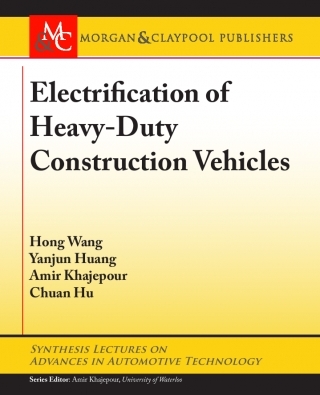 M&C MORGAN & CLAYPOOL PUBLISHERS
Electrification of
Heavy-Duty
Construction Vehicles
Hong Wang
Yanjun Huang
Amir Khajepour
Chuan Hu
SYNTHESIS LECTURES ON
ADVANCES IN AUTOMOTIVE TECHNOLOGY
Series Editor: Amir Khajepour, University of Waterloo